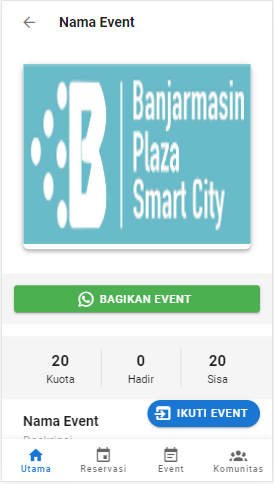 Nama Event
Banjarmasin
Plaza
Smart City
BAGIKAN EVENT
20 0 20
Kuota Hadir Sisa
Nama Event
IKUTI EVENT
Deskripsi
Utama Reservasi Event Komunitas